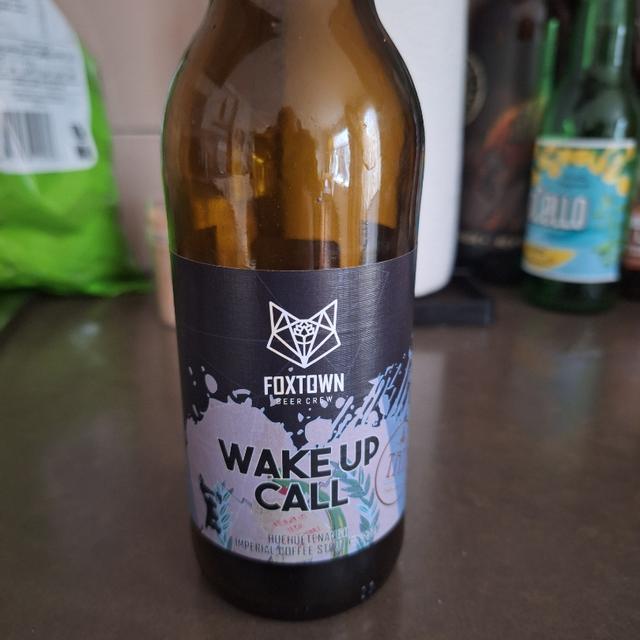 FOXTOWN
BEER CREW
WAKE UP
CALL
HUEHUETENANGO
IMPERIAL COFFEE STOUT